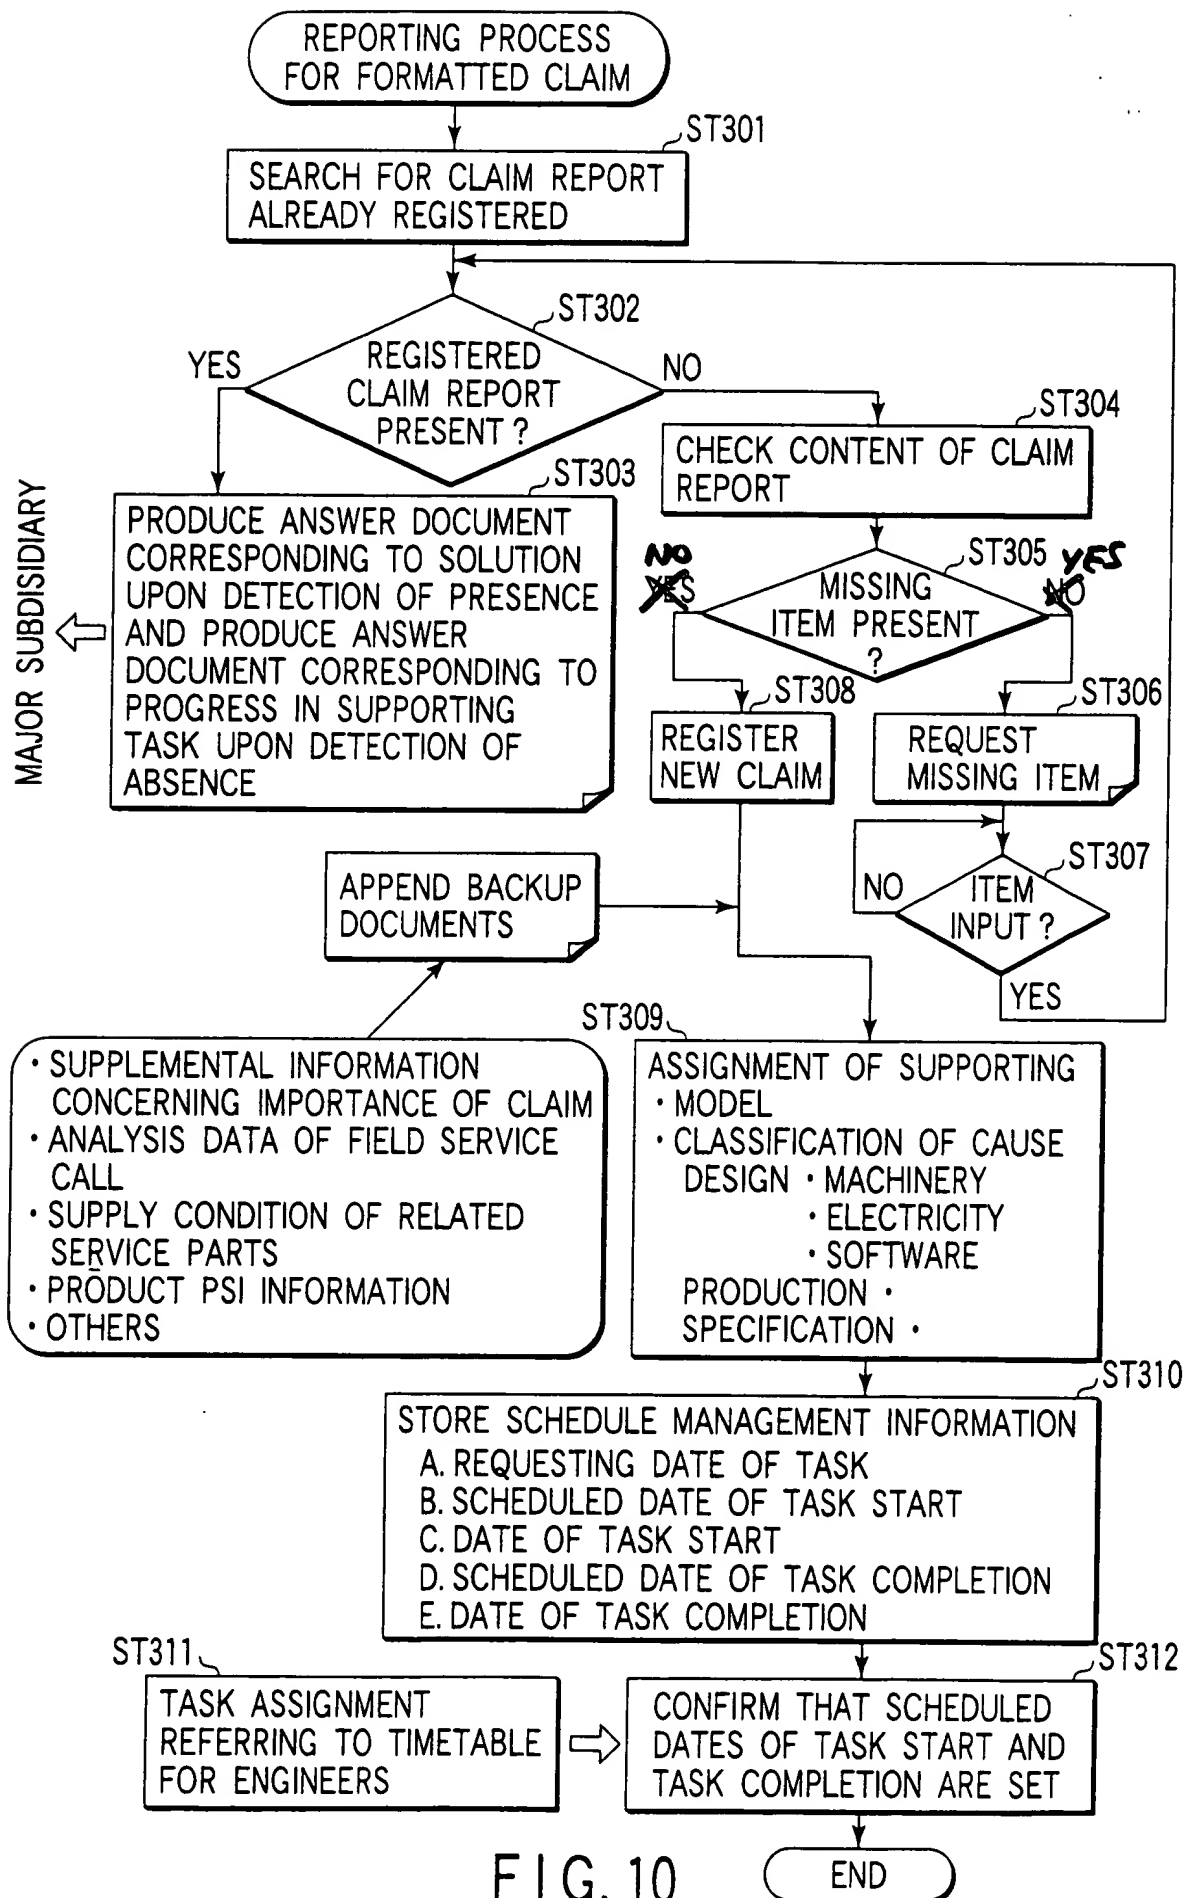 REPORTING PROCESS
FOR FORMATTED CLAIM
ST301
SEARCH FOR CLAIM REPORT
ALREADY REGISTERED
ST302
REGISTERED
CLAIM REPORT
PRESENT ?
YES
NO
ST303
PRODUCE ANSWER DOCUMENT
CORRESPONDING TO SOLUTION
UPON DETECTION OF PRESENCE
AND PRODUCE ANSWER
DOCUMENT CORRESPONDING TO
PROGRESS IN SUPPORTING
TASK UPON DETECTION OF
ABSENCE
MAJOR SUBDISIDIARY
ST304
CHECK CONTENT OF CLAIM
REPORT
ST305
MISSING
ITEM PRESENT
?
NO
YES
YES
NO
ST308
REGISTER
NEW CLAIM
ST306
REQUEST
MISSING ITEM
ST307
ITEM
INPUT ?
NO
YES
APPEND BACKUP
DOCUMENTS
· SUPPLEMENTAL INFORMATION
CONCERNING IMPORTANCE OF CLAIM
· ANALYSIS DATA OF FIELD SERVICE
CALL
· SUPPLY CONDITION OF RELATED
SERVICE PARTS
· PRODUCT PSI INFORMATION
· OTHERS
ST309
ASSIGNMENT OF SUPPORTING
· MODEL
· CLASSIFICATION OF CAUSE
DESIGN · MACHINERY
· ELECTRICITY
· SOFTWARE
PRODUCTION ·
SPECIFICATION ·
ST310
STORE SCHEDULE MANAGEMENT INFORMATION
A. REQUESTING DATE OF TASK
B. SCHEDULED DATE OF TASK START
C. DATE OF TASK START
D. SCHEDULED DATE OF TASK COMPLETION
E. DATE OF TASK COMPLETION
ST311
TASK ASSIGNMENT
REFERRING TO TIMETABLE
FOR ENGINEERS
ST312
CONFIRM THAT SCHEDULED
DATES OF TASK START AND
TASK COMPLETION ARE SET
END
FIG. 10